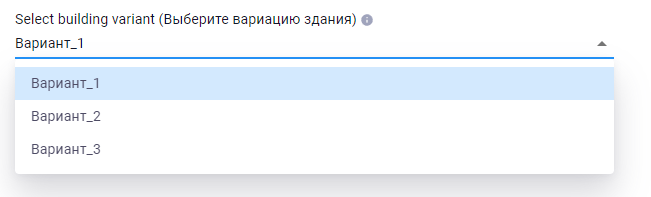 Select building variant (Выберите вариацию здания)
Вариант_1
Вариант_1
Вариант_2
Вариант_3